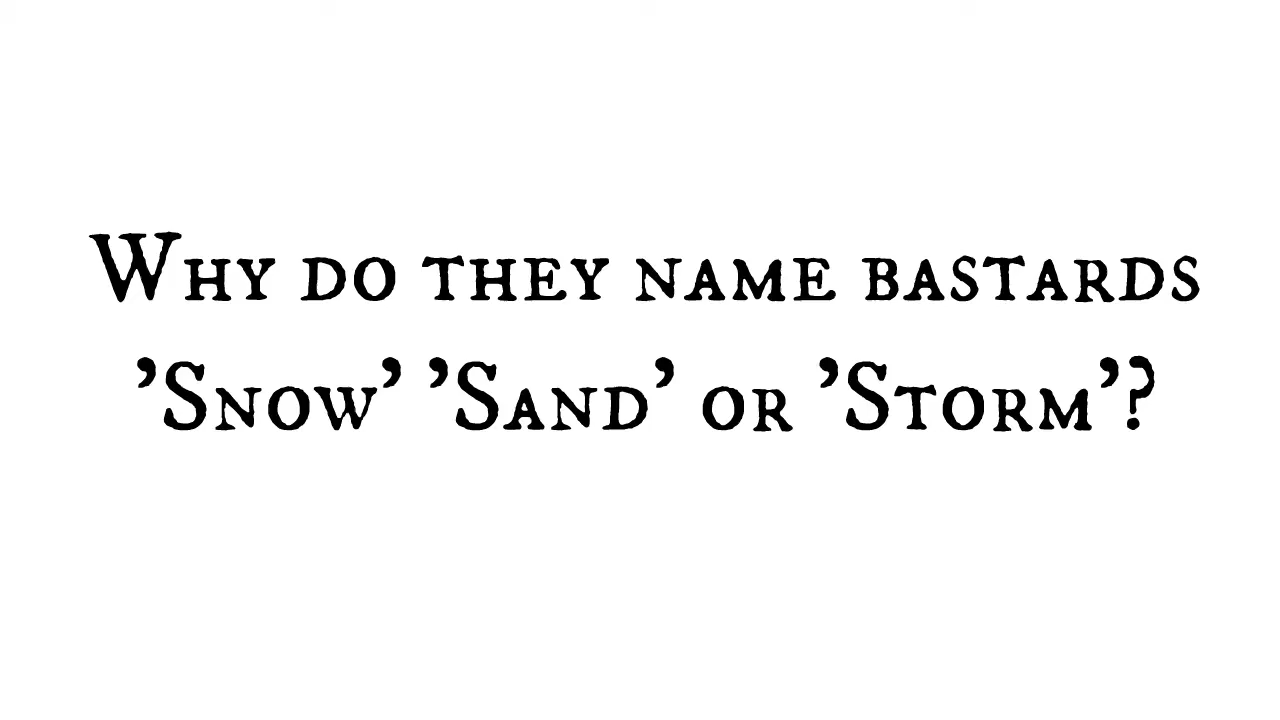 Why do they name bastards
’Snow’ ’Sand’ or ’Storm’?